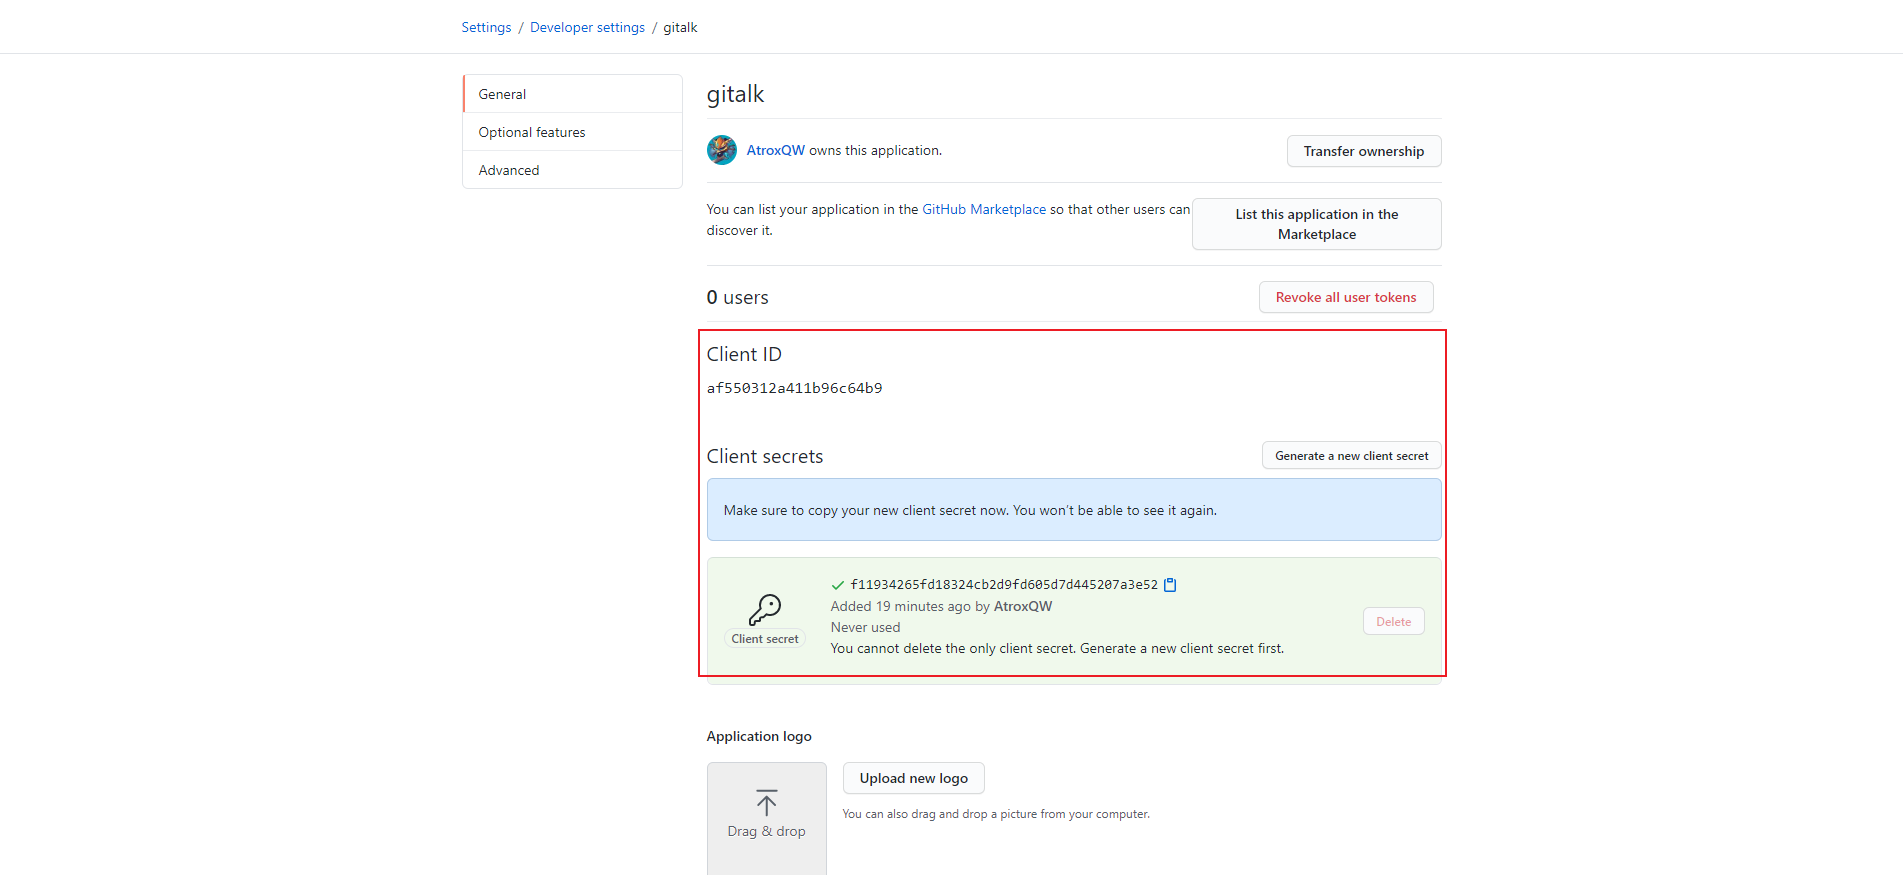 Settings / Developer settings / gitalk
General
Optional features
Advanced
gitalk
AtroxQW owns this application.
Transfer ownership
You can list your application in the GitHub Marketplace so that other users can
discover it.
List this application in the
Marketplace
0 users
Revoke all user tokens
Client ID
af550312a411b96c64b9
Client secrets
Generate a new client secret
Make sure to copy your new client secret now. You won't be able to see it again.
Client secret
f11934265fd18324cb2d9fd605d7d445207a3e52
Added 19 minutes ago by AtroxQW
Never used
You cannot delete the only client secret. Generate a new client secret first.
Delete
Application logo
Drag & drop
Upload new logo
You can also drag and drop a picture from your computer.